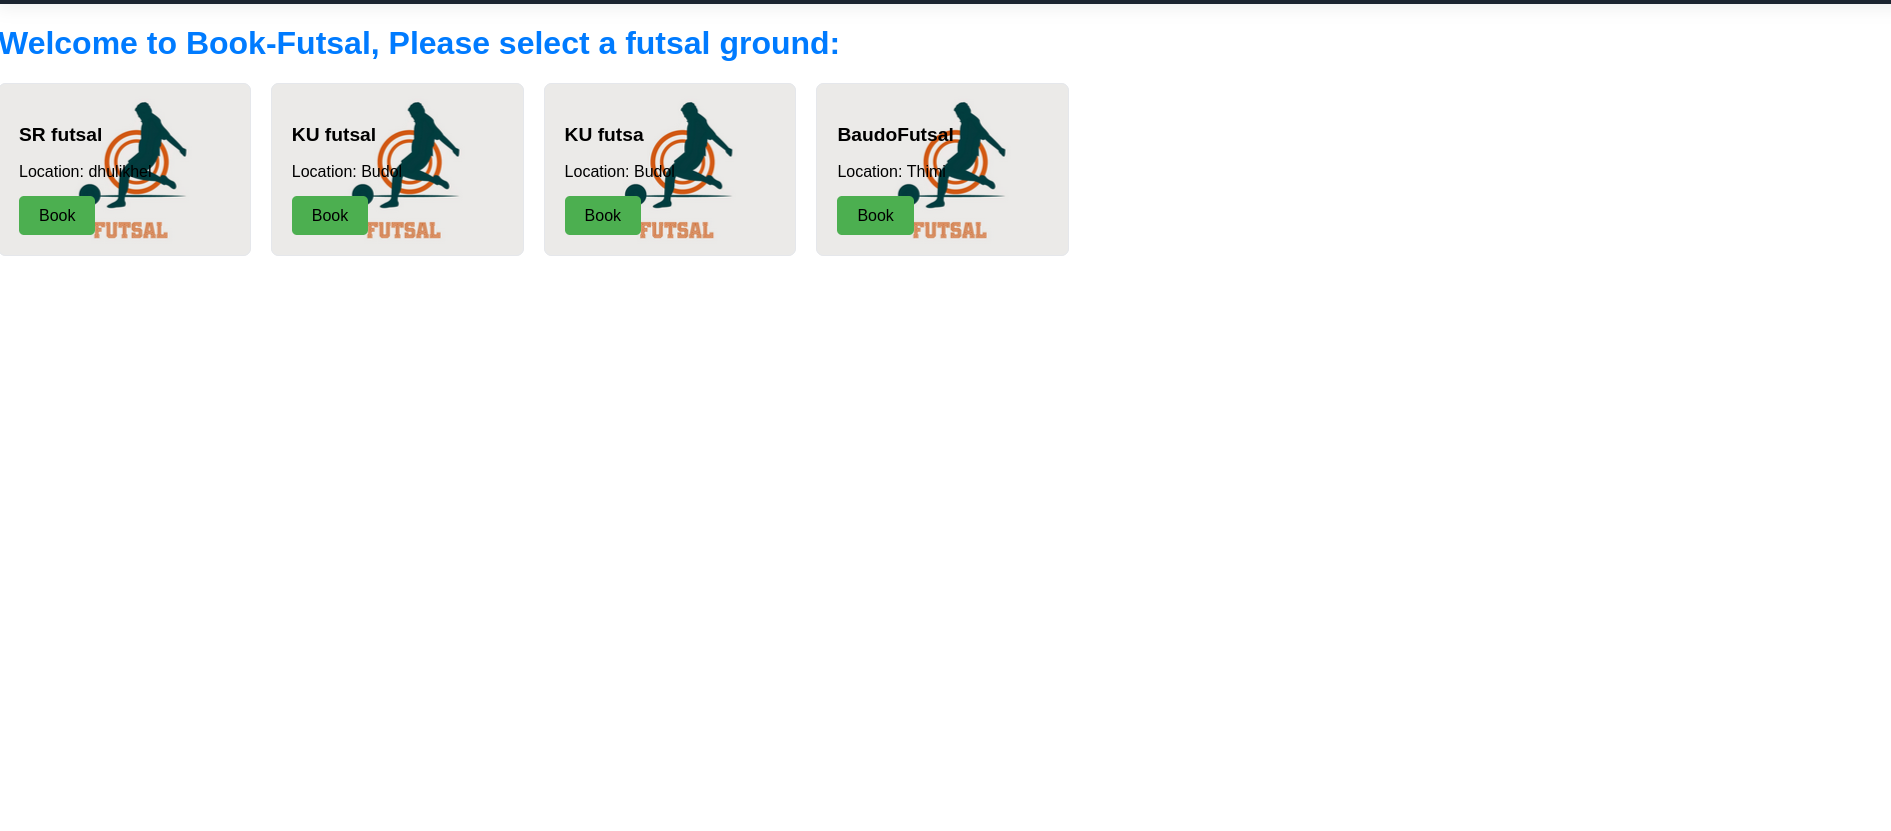 Welcome to Book-Futsal, Please select a futsal ground:
SR futsal
Location: dhulikhel
Book
FUTSAL
KU futsal
Location: Budol
Book
FUTSAL
KU futsa
Location: Budol
Book
FUTSAL
BaudoFutsal
Location: Thimi
Book
FUTSAL